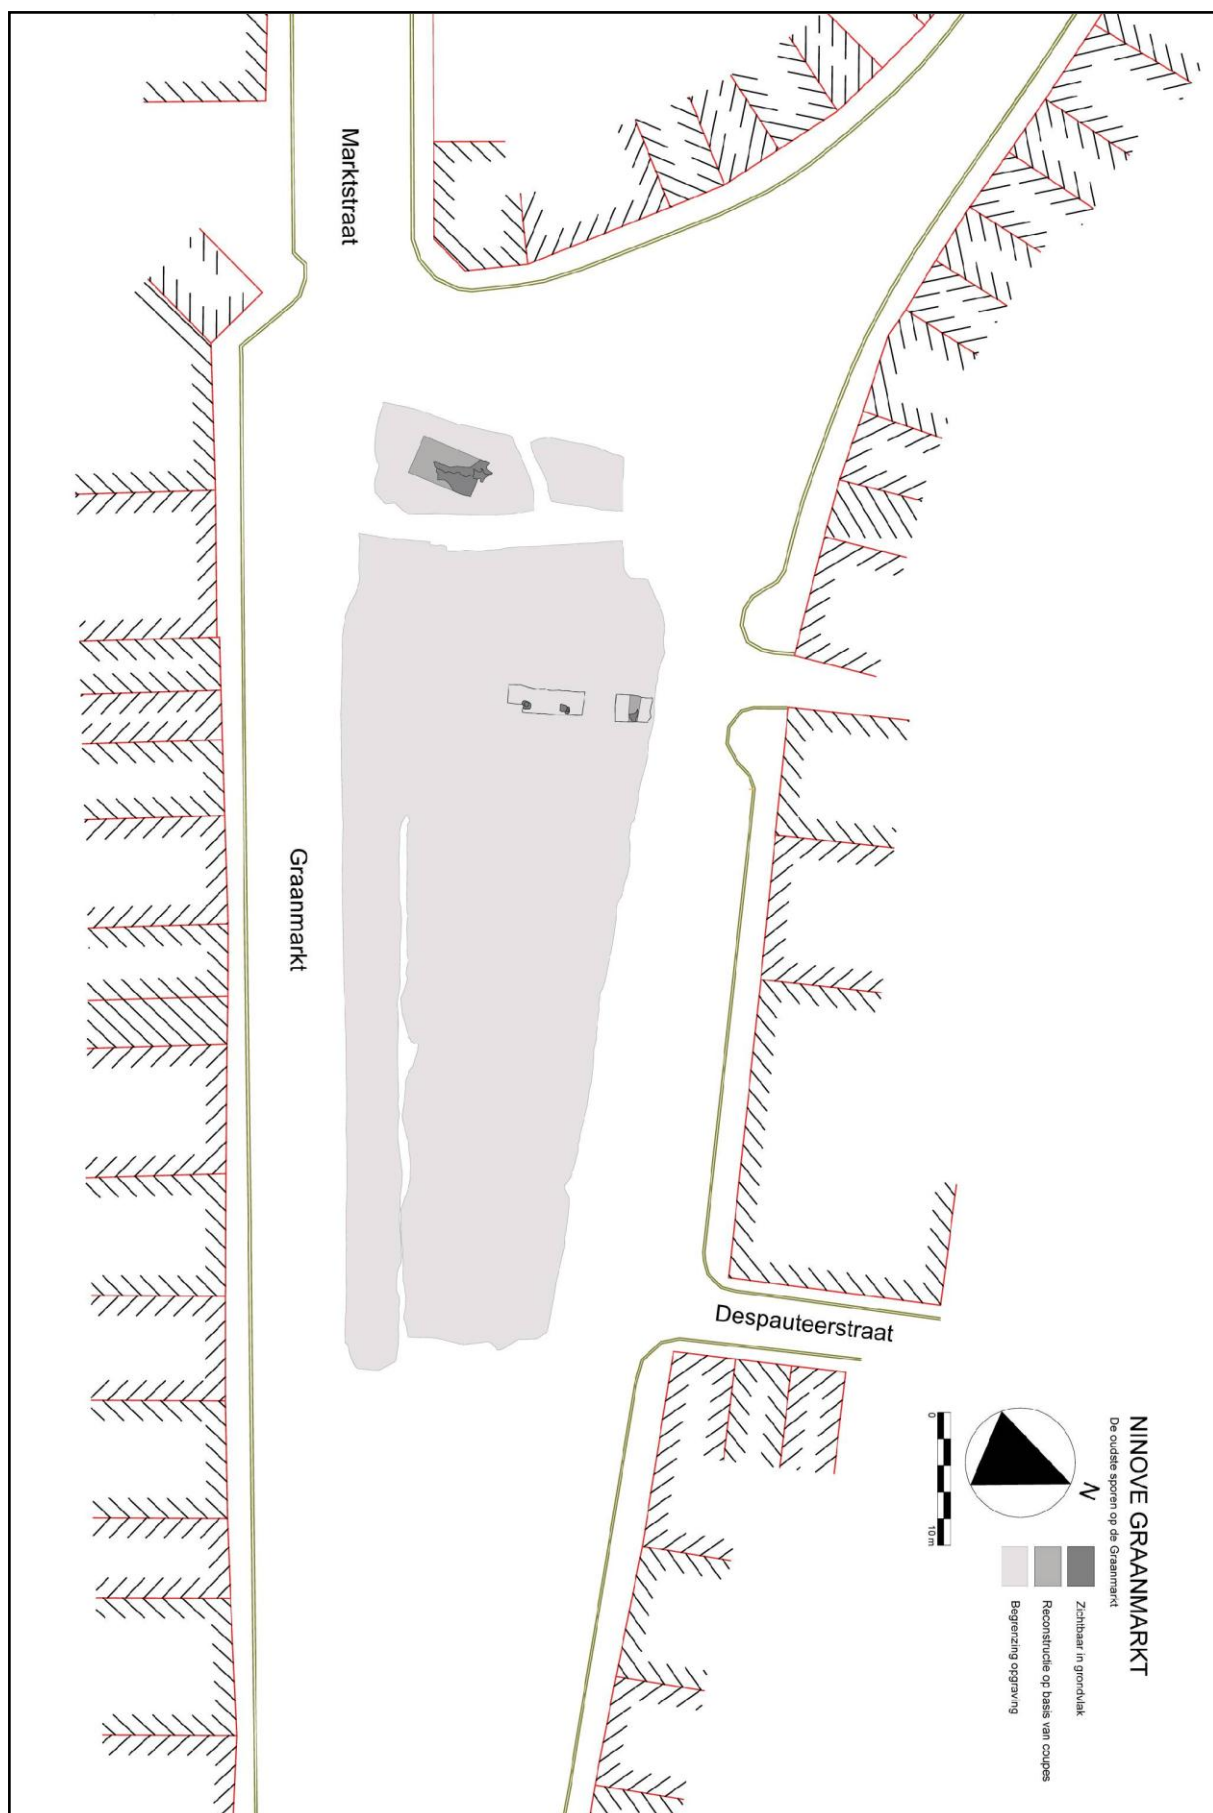 Marktstraat
Graanmarkt
Despauteerstraat
NINOVE GRAANMARKT
De oudste sporen op de Graanmarkt
N
0
10 m
Zichtbaar in grondvlak
Reconstructie op basis van coupes
Begrenzing opgraving